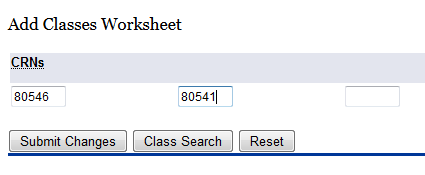 Add Classes Worksheet
CRNs
80546 80541
Submit Changes Class Search Reset